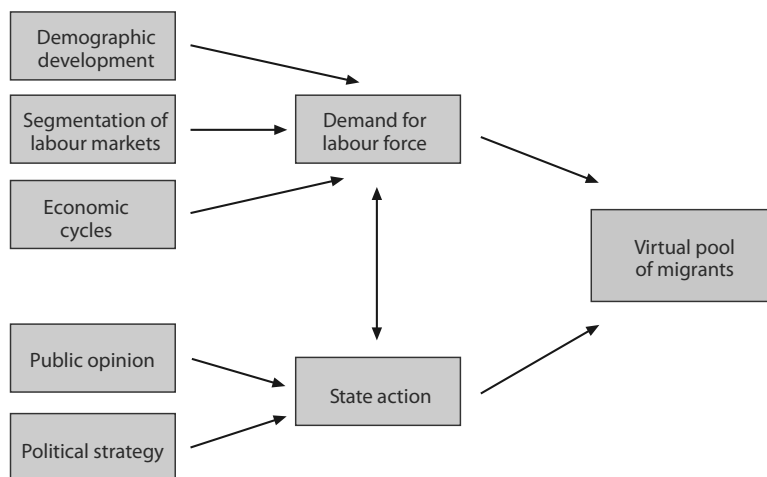 Demographic
development
Segmentation of
labour markets
Economic
cycles
Demand for
labour force
Virtual pool
of migrants
Public opinion
State action
Political strategy